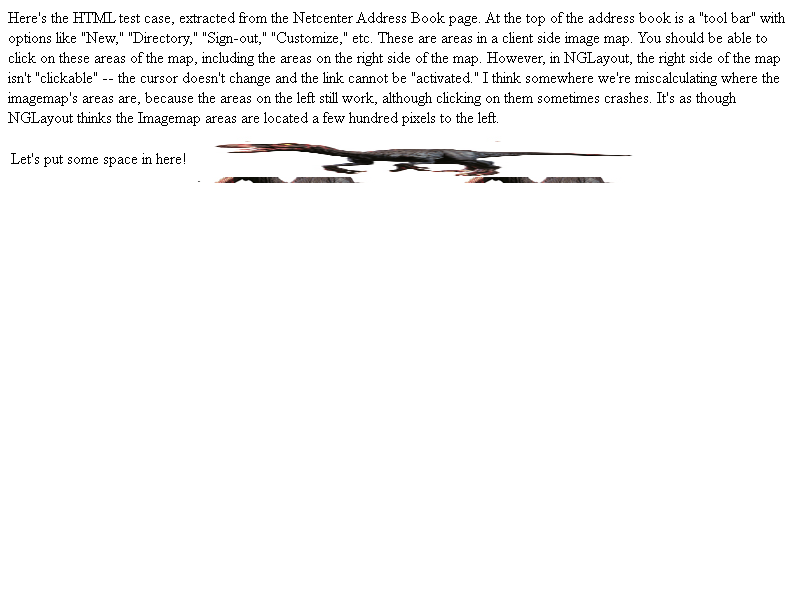 Here's the HTML test case, extracted from the Netcenter Address Book page. At the top of the address book is a "tool bar" with
options like "New," "Directory," "Sign-out," "Customize," etc. These are areas in a client side image map. You should be able to
click on these areas of the map, including the areas on the right side of the map. However, in NGLayout, the right side of the map
isn't "clickable" -- the cursor doesn't change and the link cannot be "activated." I think somewhere we're miscalculating where the
imagemap's areas are, because the areas on the left still work, although clicking on them sometimes crashes. It's as though
NGLayout thinks the Imagemap areas are located a few hundred pixels to the left.
Let's put some space in here!